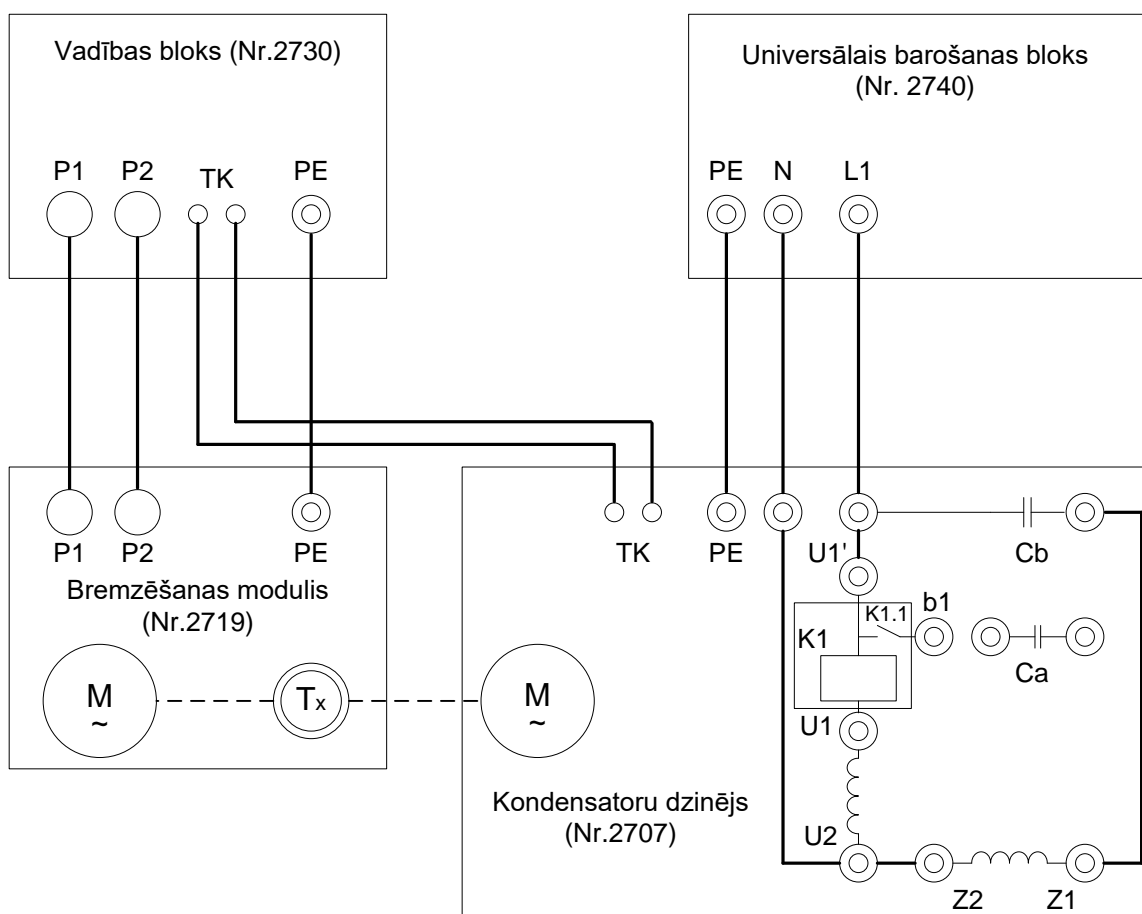 Vadības bloks (Nr.2730)
P1 P2 TK PE
Universālais barošanas bloks
(Nr. 2740)
PE N L1
P1 P2 PE
Bremzēšanas modulis
(Nr.2719)
M
~
Tx
TK PE
U1'
Cb
M
~
K1
K1.1
b1
Ca
U1
U2
Z2 Z1
Kondensatoru dzinējs
(Nr.2707)